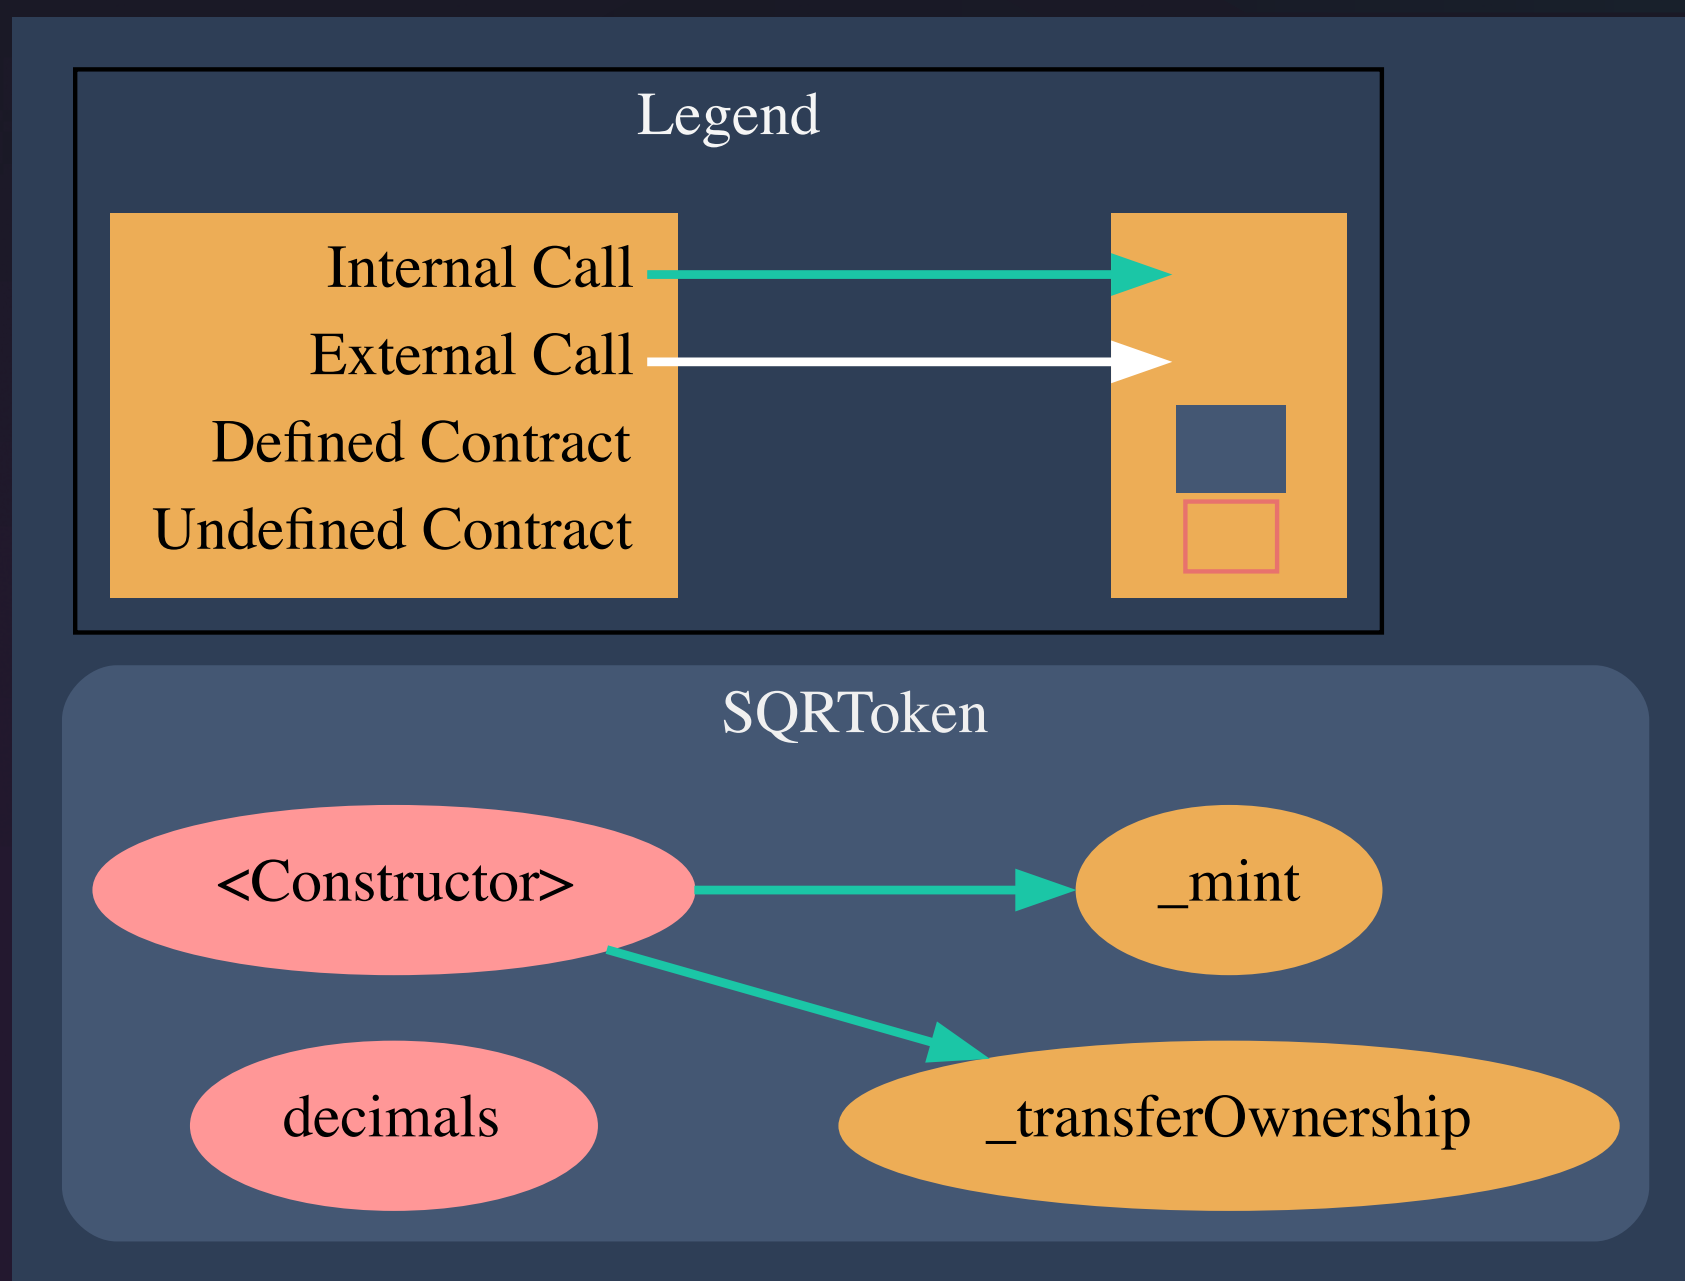 Legend
Internal Call
External Call
Defined Contract
Undefined Contract
SQRToken
<Constructor>
_mint
decimals
_transferOwnership